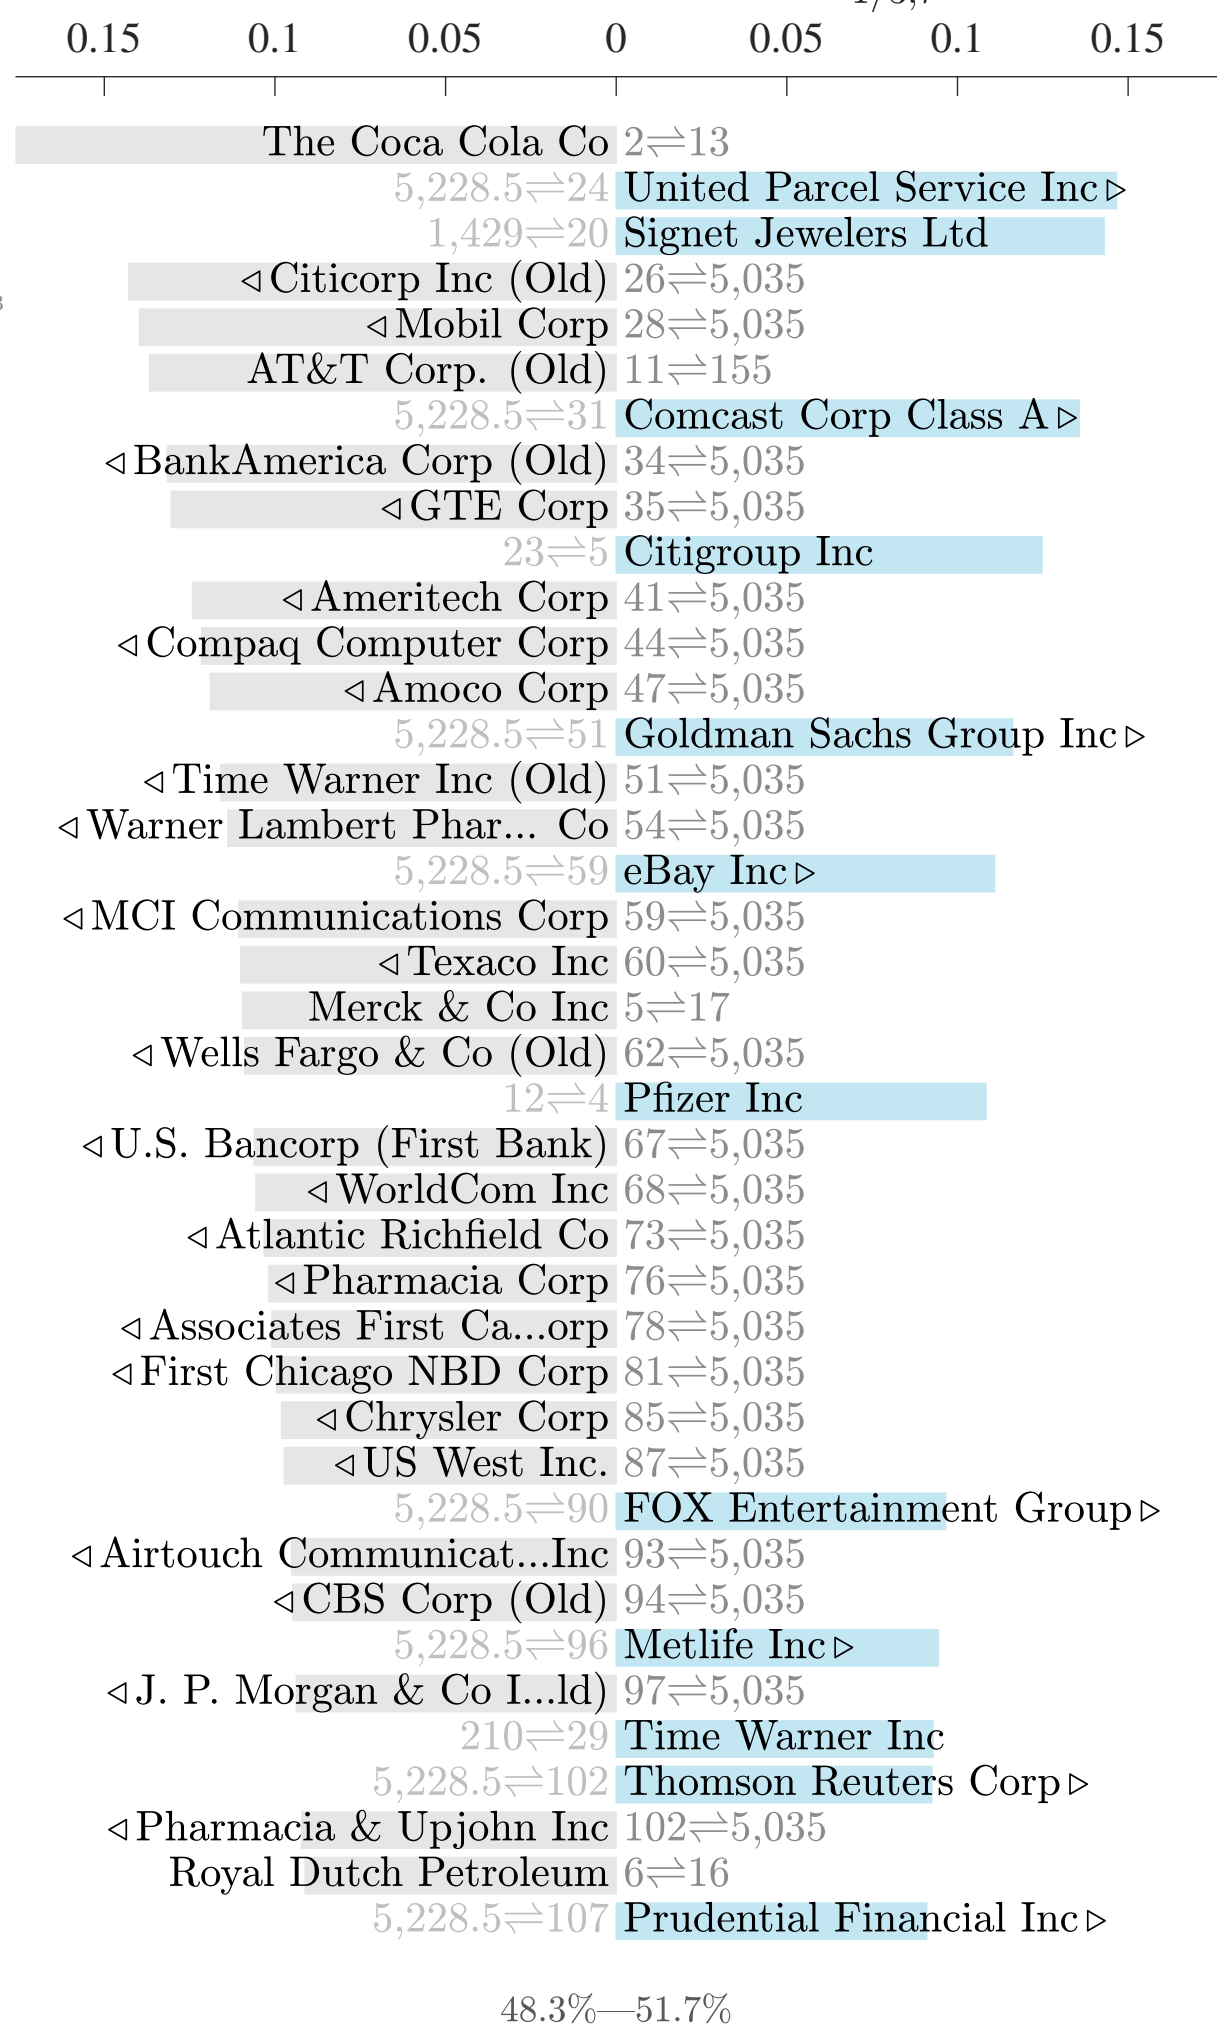 0.15 0.1 0.05 0 0.05 0.1 0.15
The Coca Cola Co 2⇌13
5,228.5⇌24 United Parcel Service Inc▷
1,429⇌20 Signet Jewelers Ltd
◁Citicorp Inc (Old) 26⇌5,035
◁Mobil Corp 28⇌5,035
AT&T Corp. (Old) 11⇌155
5,228.5⇌31 Comcast Corp Class A▷
◁BankAmerica Corp (Old) 34⇌5,035
◁GTE Corp 35⇌5,035
23⇌5 Citigroup Inc
◁Ameritech Corp 41⇌5,035
◁Compaq Computer Corp 44⇌5,035
◁Amoco Corp 47⇌5,035
5,228.5⇌51 Goldman Sachs Group Inc▷
◁Time Warner Inc (Old) 51⇌5,035
◁Warner Lambert Phar... Co 54⇌5,035
5,228.5⇌59 eBay Inc▷
◁MCI Communications Corp 59⇌5,035
◁Texaco Inc 60⇌5,035
Merck & Co Inc 5⇌17
◁Wells Fargo & Co (Old) 62⇌5,035
12⇌4 Pfizer Inc
◁U.S. Bancorp (First Bank) 67⇌5,035
◁WorldCom Inc 68⇌5,035
◁Atlantic Richfield Co 73⇌5,035
◁Pharmacia Corp 76⇌5,035
◁Associates First Ca...orp 78⇌5,035
◁First Chicago NBD Corp 81⇌5,035
◁Chrysler Corp 85⇌5,035
◁US West Inc. 87⇌5,035
5,228.5⇌90 FOX Entertainment Group▷
◁Airtouch Communicat...Inc 93⇌5,035
◁CBS Corp (Old) 94⇌5,035
5,228.5⇌96 Metlife Inc▷
◁J. P. Morgan & Co I...ld) 97⇌5,035
210⇌29 Time Warner Inc
5,228.5⇌102 Thomson Reuters Corp▷
◁Pharmacia & Upjohn Inc 102⇌5,035
Royal Dutch Petroleum 6⇌16
5,228.5⇌107 Prudential Financial Inc▷
48.3%—51.7%